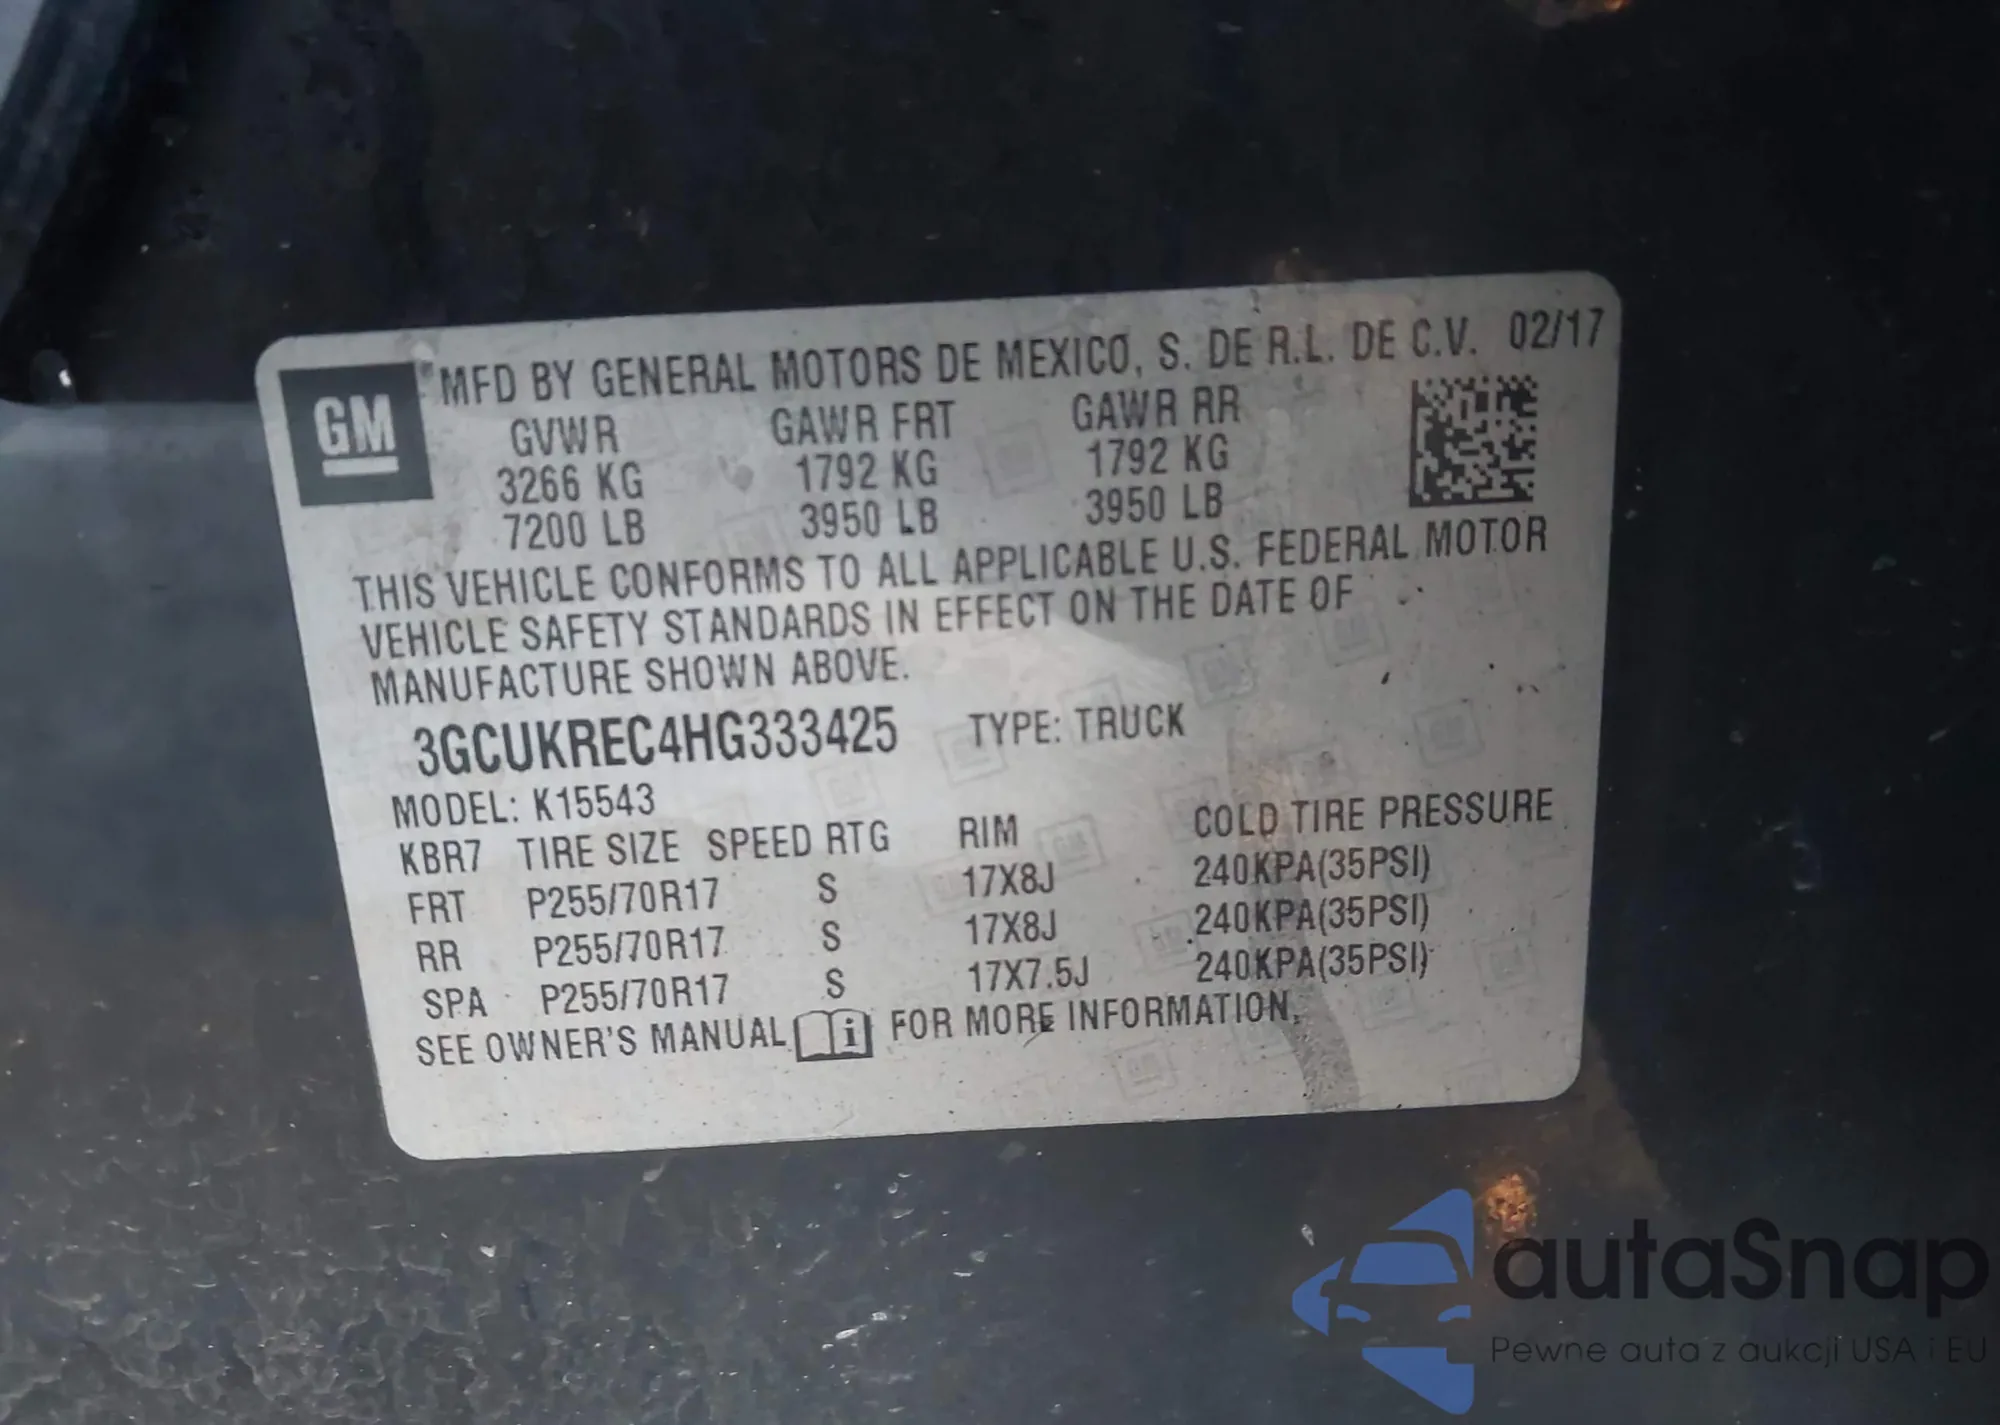 GM
MFD BY GENERAL MOTORS DE MEXICO, S. DE R.L. DE C.V. 02/17
GVWR GAWR FRT GAWR RR
3266 KG 1792 KG 1792 KG
7200 LB 3950 LB 3950 LB
THIS VEHICLE CONFORMS TO ALL APPLICABLE U.S. FEDERAL MOTOR
VEHICLE SAFETY STANDARDS IN EFFECT ON THE DATE OF
MANUFACTURE SHOWN ABOVE.
3GCUKREC4HG333425 TYPE: TRUCK
MODEL: K15543
KBR7 TIRE SIZE SPEED RTG RIM COLD TIRE PRESSURE
FRT P255/70R17 S 17X8J 240KPA(35PSI)
RR P255/70R17 S 17X8J 240KPA(35PSI)
SPA P255/70R17 S 17X7.5J 240KPA(35PSI)
SEE OWNER'S MANUAL i FOR MORE INFORMATION.
autaSnap
Pewne auta z aukcji USA i EU